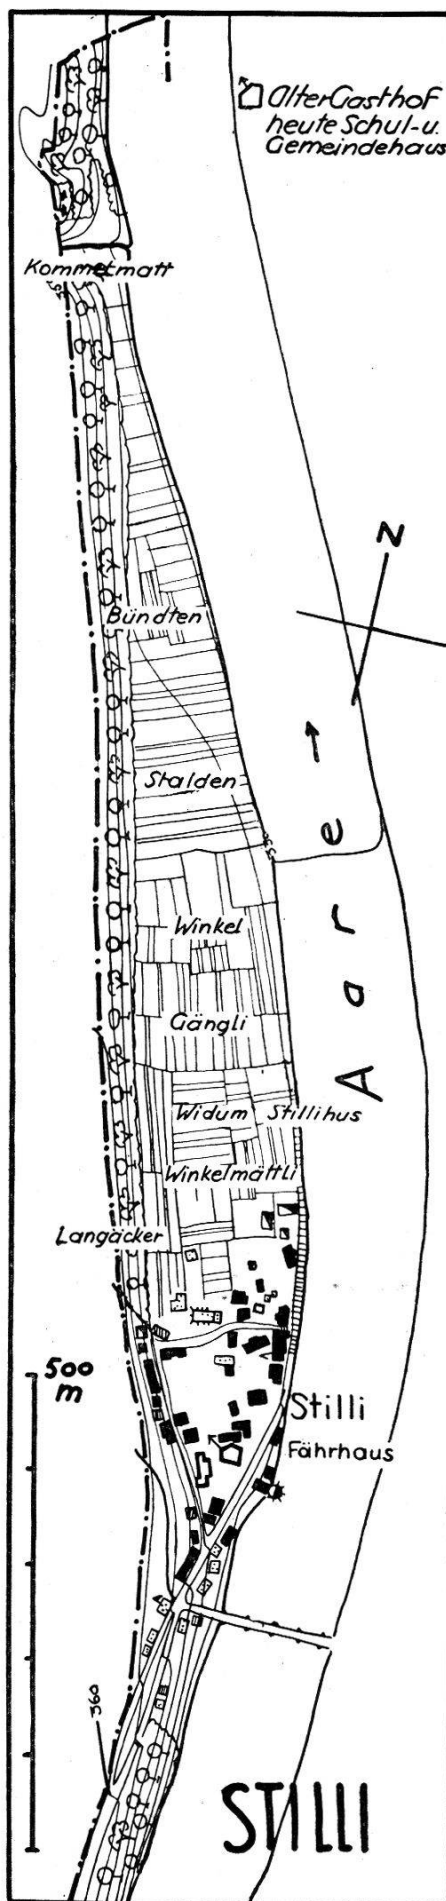 Alter Gasthof
heute Schul- u.
Gemeindehaus
Kommetmatt
N
Bündten
Stalden
Aare
Winkel
Gängli
Widum Stillihus
Winkelmättli
Langäcker
500
m
Stilli
Fährhaus
360
STILLI